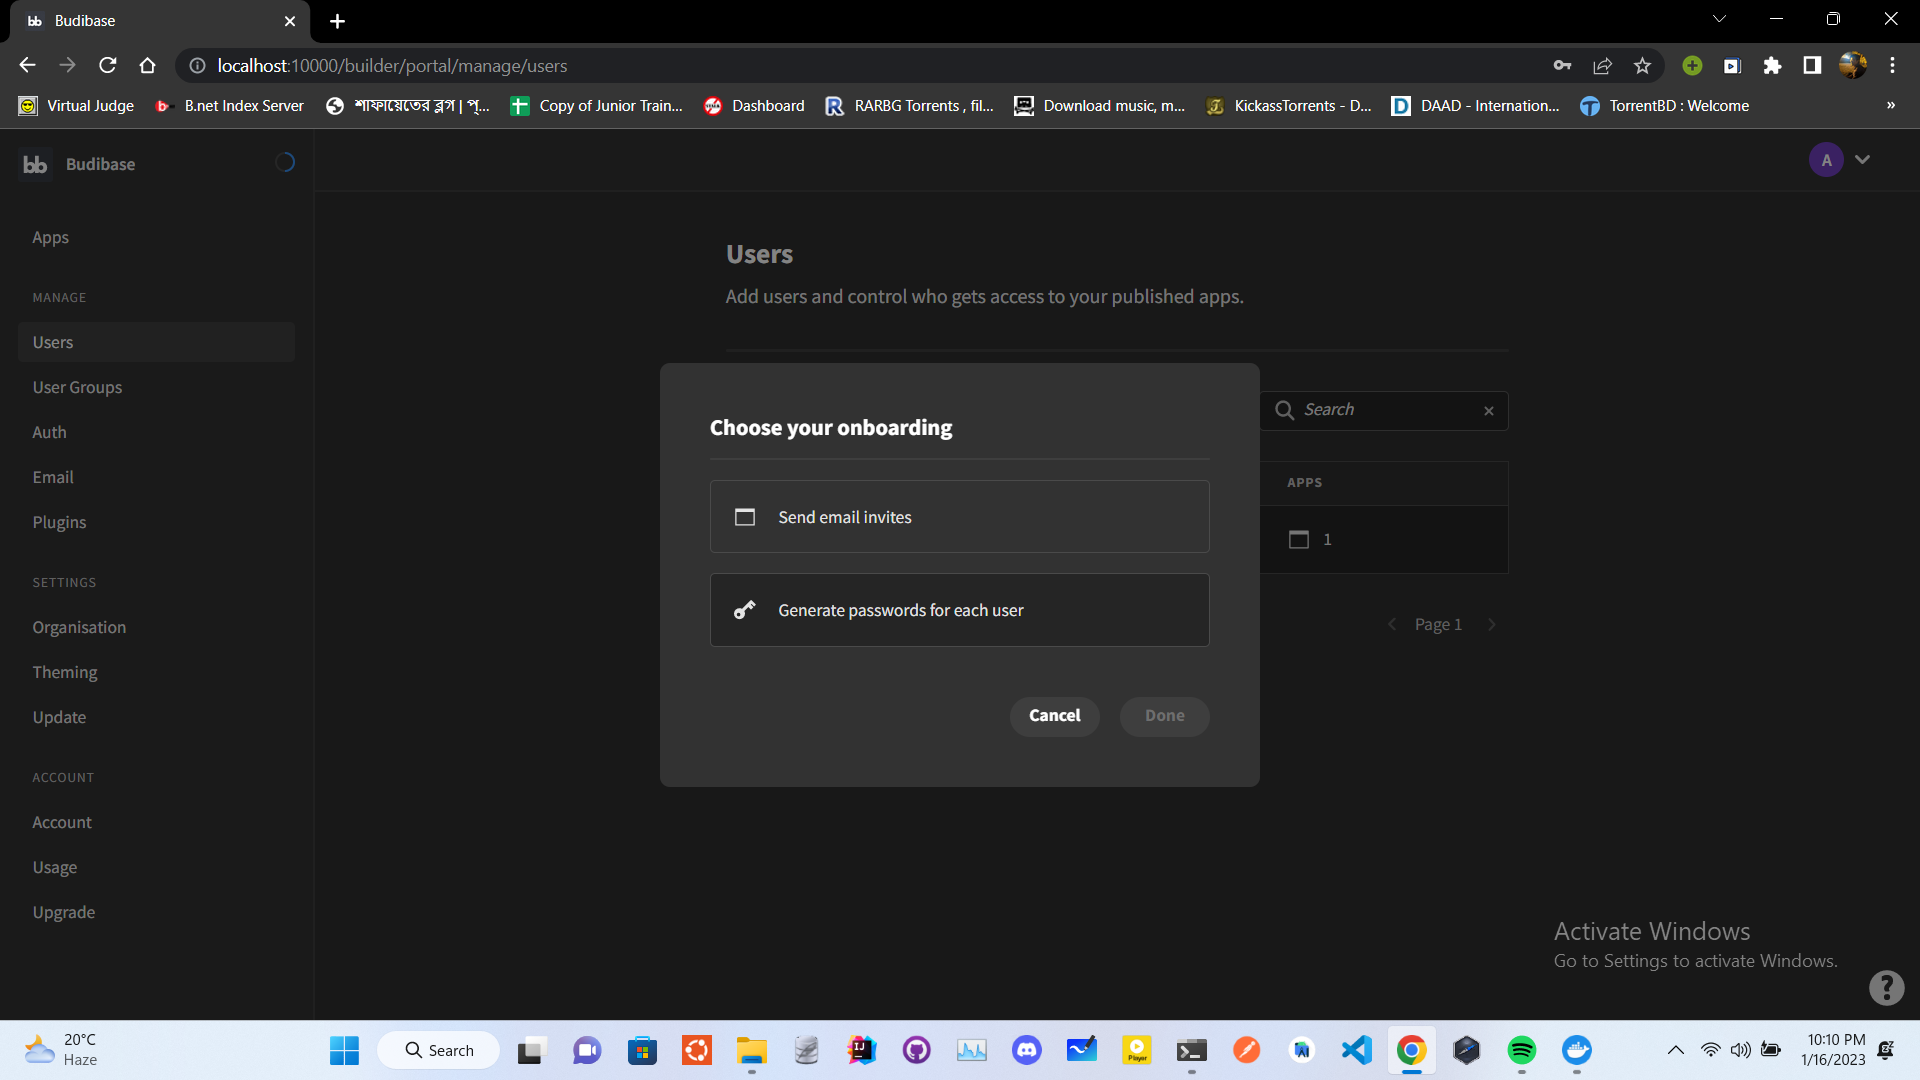 Budibase
localhost:10000/builder/portal/manage/users
Virtual Judge
B.net Index Server
শাফায়েতের ব্লগ | প্...
Copy of Junior Train...
Dashboard
RARBG Torrents , fil...
Download music, m...
KickassTorrents - D...
DAAD - Internation...
TorrentBD : Welcome
»
bb Budibase
A
Apps
MANAGE
Users
User Groups
Auth
Email
Plugins
SETTINGS
Organisation
Theming
Update
ACCOUNT
Account
Usage
Upgrade
Users
Add users and control who gets access to your published apps.
Search
APPS
1
Page 1
Choose your onboarding
Send email invites
Generate passwords for each user
Cancel
Done
Activate Windows
Go to Settings to activate Windows.
?
20°C
Haze
Search
Player
10:10 PM
1/16/2023